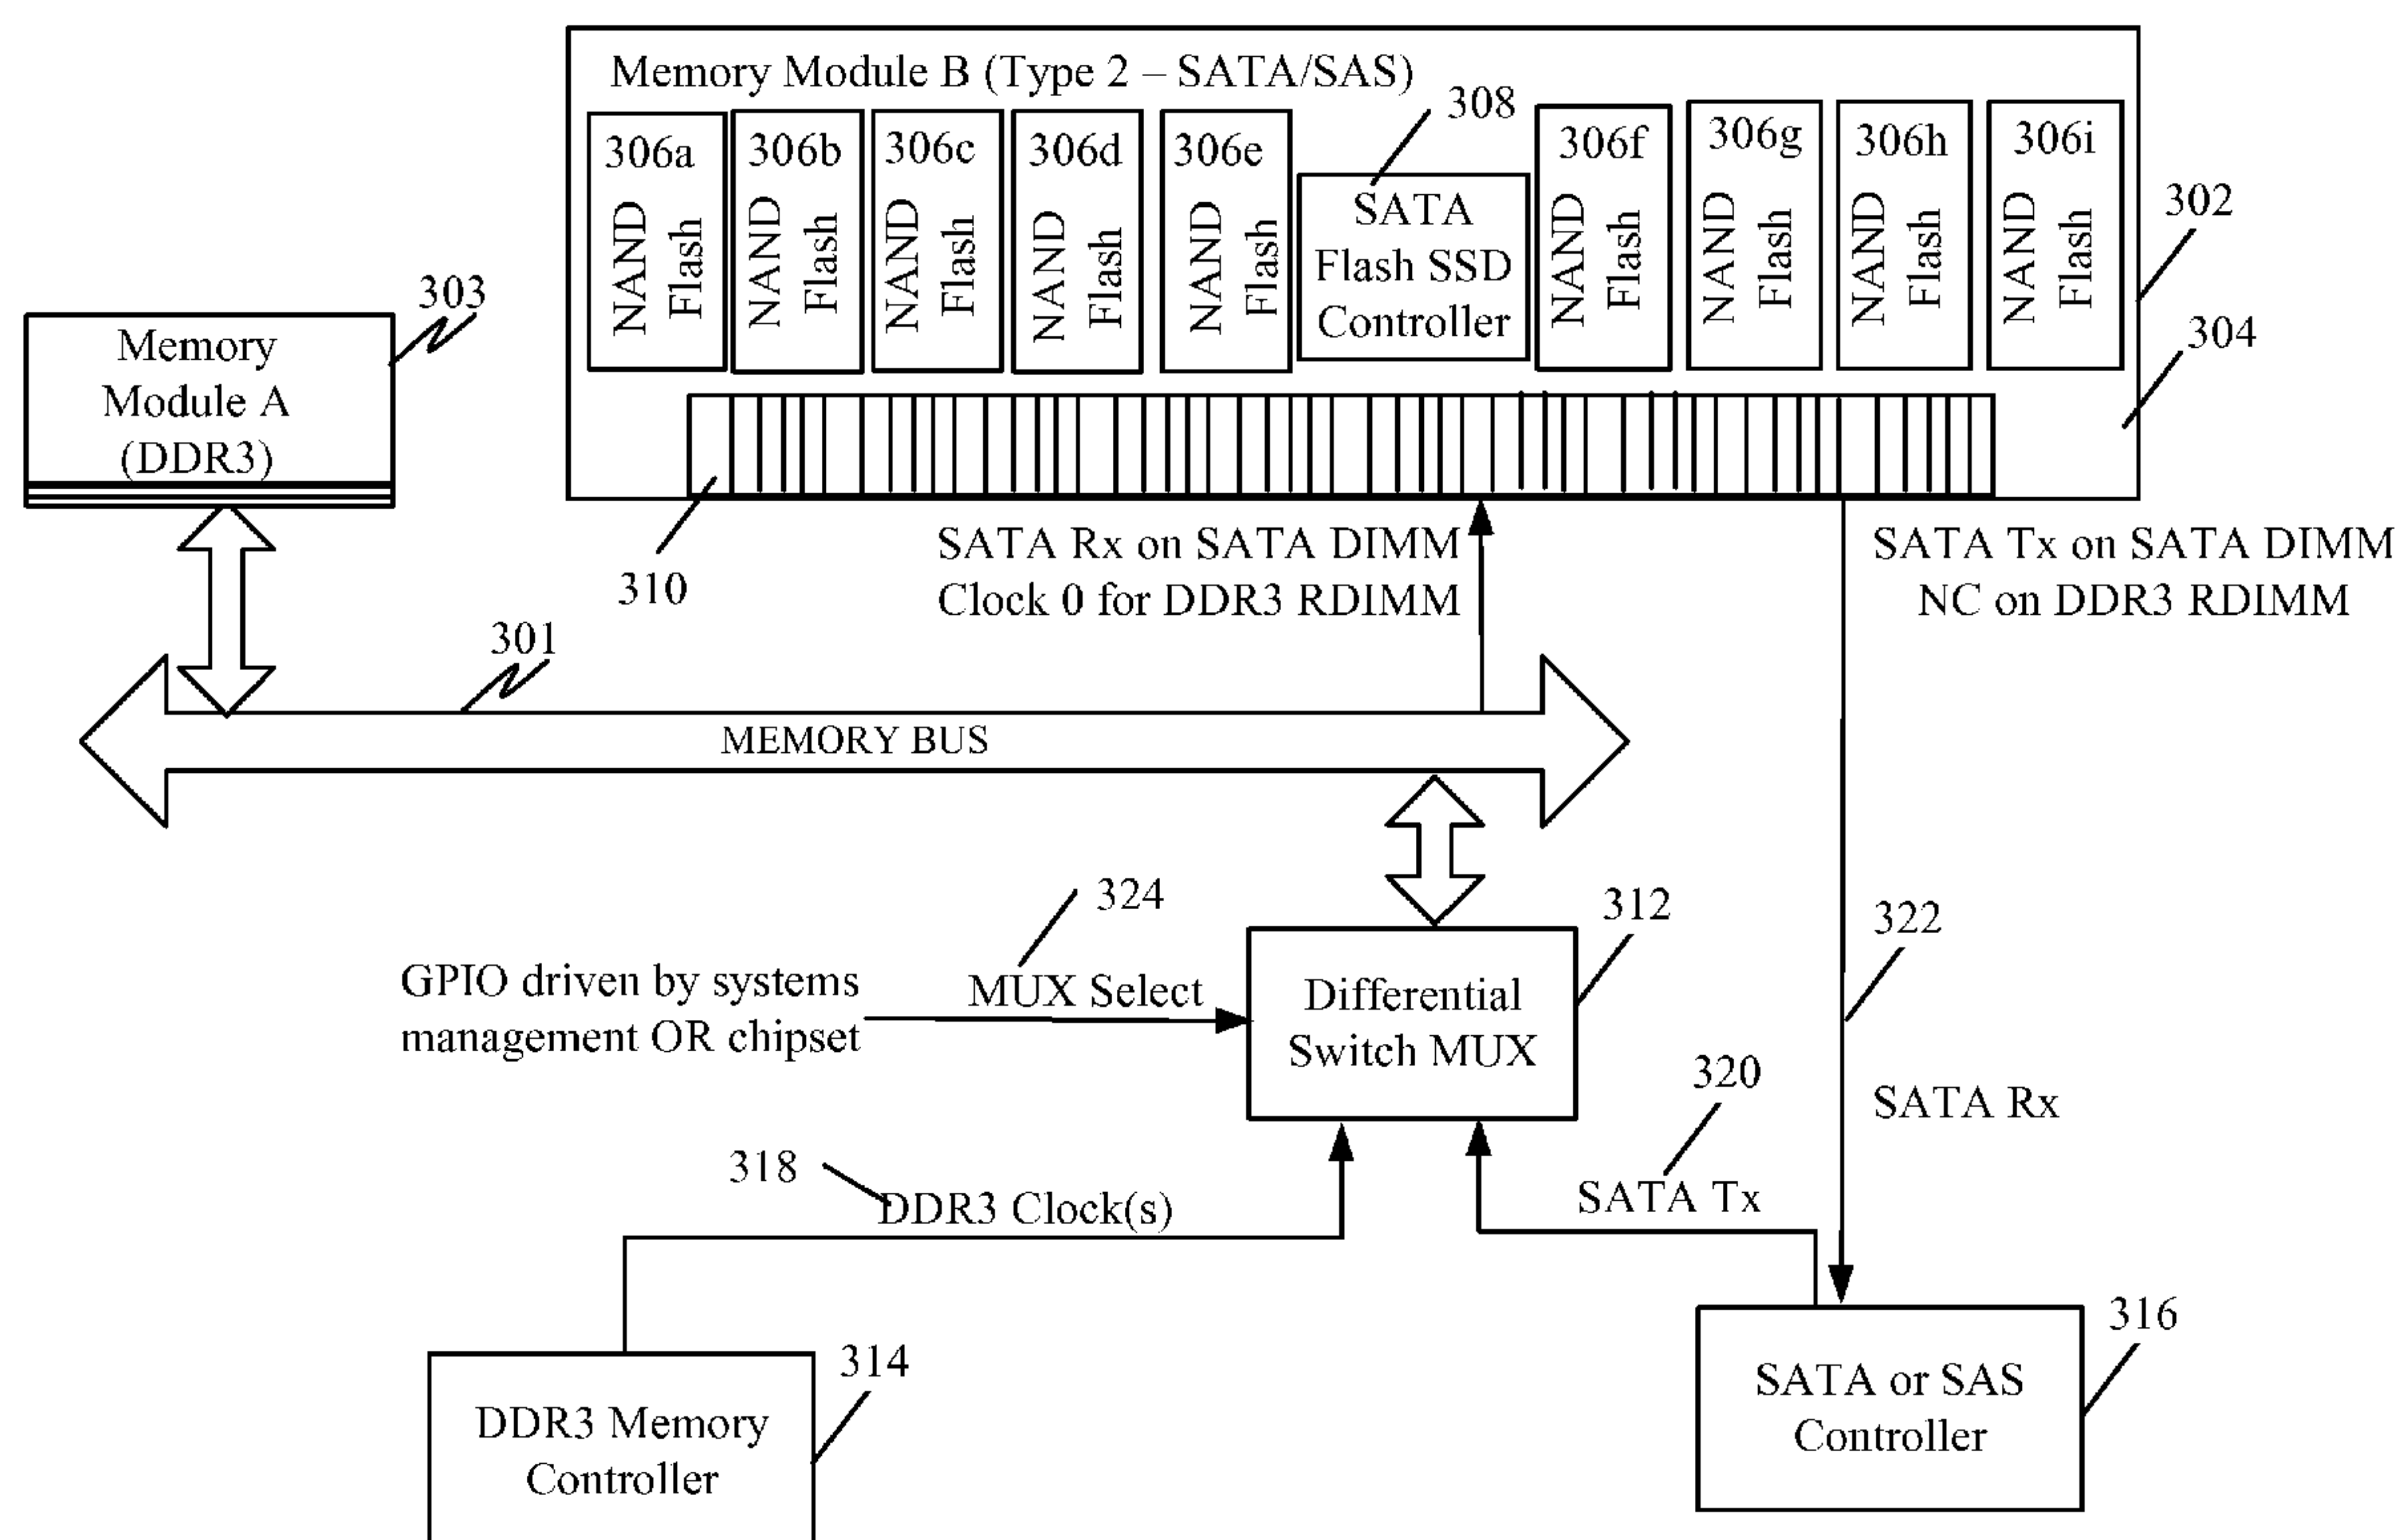 Memory Module B (Type 2 – SATA/SAS)
308
306a
NAND
Flash
306b
NAND
Flash
306c
NAND
Flash
306d
NAND
Flash
306e
NAND
Flash
SATA
Flash SSD
Controller
306f
NAND
Flash
306g
NAND
Flash
306h
NAND
Flash
306i
NAND
Flash
302
304
303
Memory
Module A
(DDR3)
310
SATA Rx on SATA DIMM
Clock 0 for DDR3 RDIMM
SATA Tx on SATA DIMM
NC on DDR3 RDIMM
301
MEMORY BUS
324
312
322
GPIO driven by systems
management OR chipset
MUX Select
Differential
Switch MUX
320
SATA Rx
318
DDR3 Clock(s)
SATA Tx
314
316
DDR3 Memory
Controller
SATA or SAS
Controller